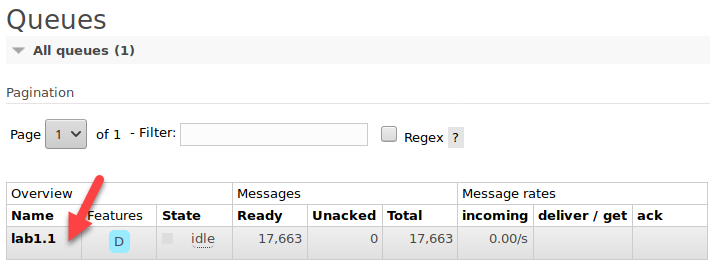 Queues
All queues (1)
Pagination
Page 1 of 1 - Filter: Regex ?
Overview Messages Message rates
Name Features State Ready Unacked Total incoming deliver / get ack
lab1.1 D idle 17,663 0 17,663 0.00/s